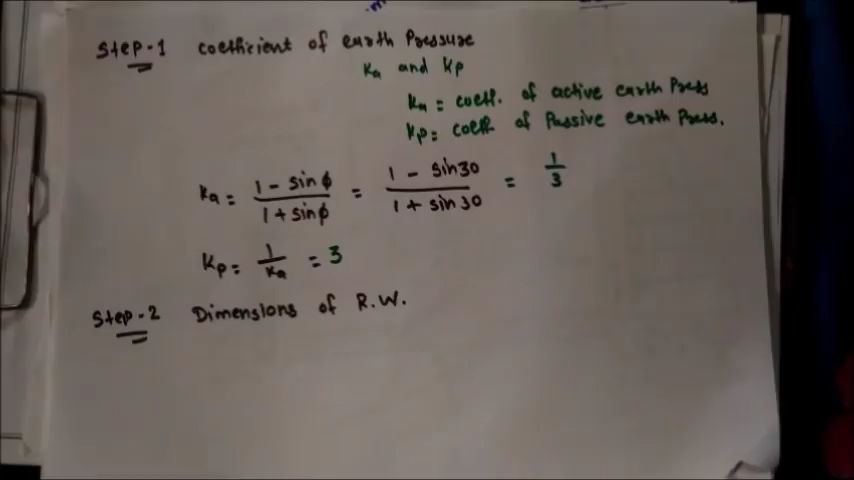 Step-1 coefficient of earth Pressure
Ka and Kp
Ka = coeff. of active earth Press
Kp = coeff of Passive earth Press.
Ka = 1 - sinϕ / 1 + sinϕ = 1 - sin30 / 1 + sin30 = 1/3
Kp = 1/Ka = 3
Step-2 Dimensions of R.W.